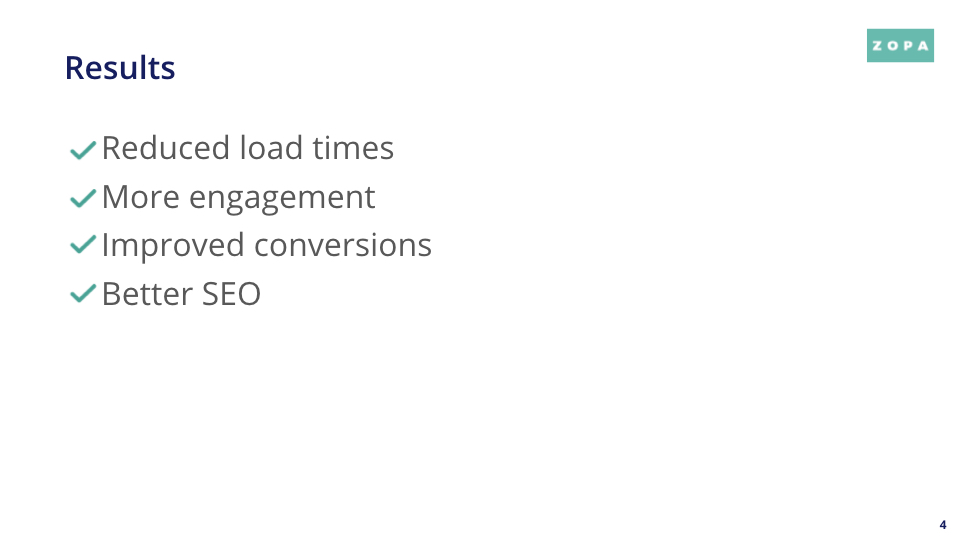 ZOPA
Results
Reduced load times
More engagement
Improved conversions
Better SEO
4